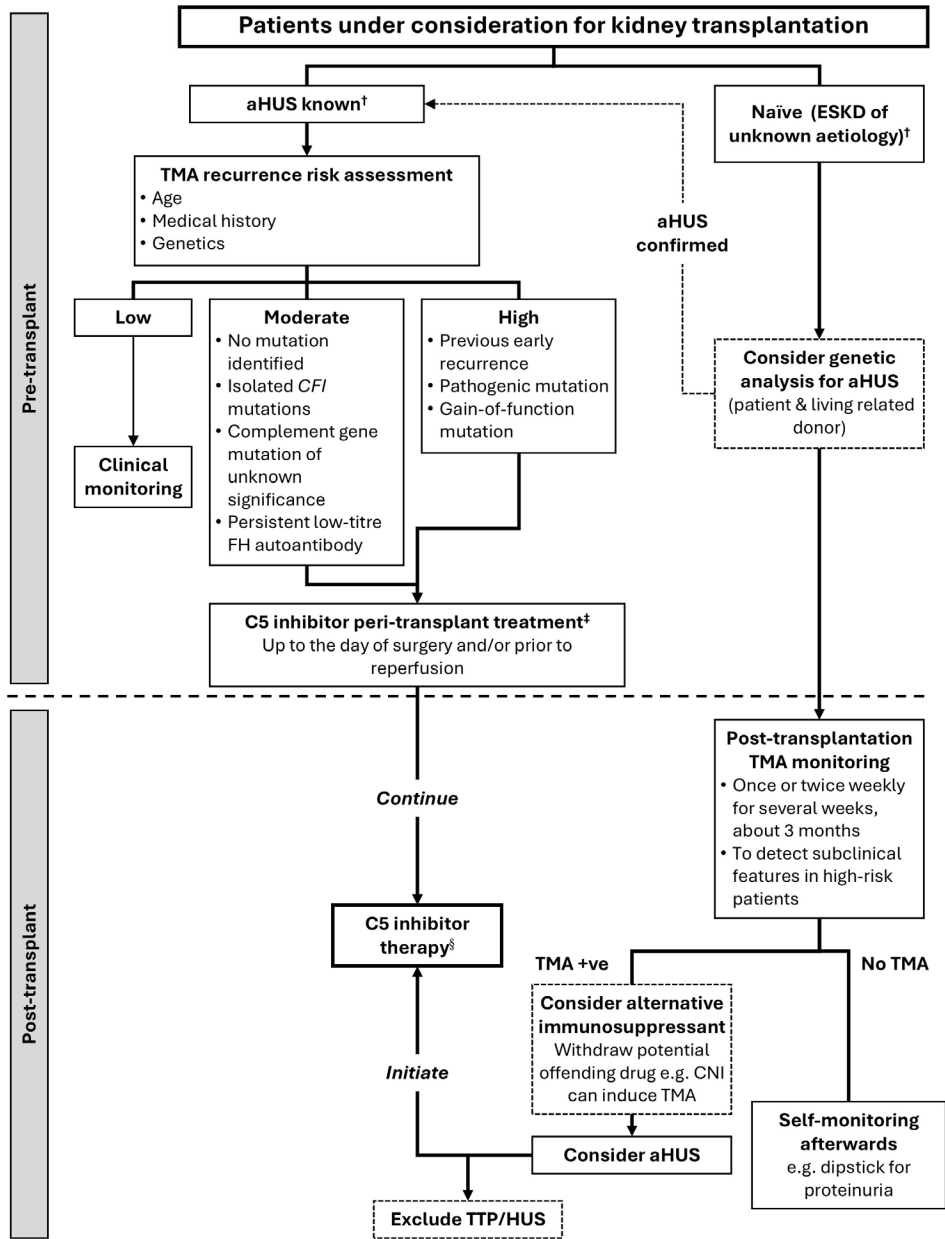 Patients under consideration for kidney transplantation
Pre-transplant
aHUS known†
Naïve (ESKD of
unknown aetiology)†
TMA recurrence risk assessment
• Age
• Medical history
• Genetics
aHUS
confirmed
Low
Clinical
monitoring
Moderate
• No mutation
identified
• Isolated CFI
mutations
• Complement gene
mutation of
unknown
significance
• Persistent low-titre
FH autoantibody
High
• Previous early
recurrence
• Pathogenic mutation
• Gain-of-function
mutation
Consider genetic
analysis for aHUS
(patient & living related
donor)
C5 inhibitor peri-transplant treatment‡
Up to the day of surgery and/or prior to
reperfusion
Post-transplant
Continue
C5 inhibitor
therapy§
Initiate
Post-transplantation
TMA monitoring
• Once or twice weekly
for several weeks,
about 3 months
• To detect subclinical
features in high-risk
patients
TMA +ve
No TMA
Consider alternative
immunosuppressant
Withdraw potential
offending drug e.g. CNI
can induce TMA
Consider aHUS
Exclude TTP/HUS
Self-monitoring
afterwards
e.g. dipstick for
proteinuria